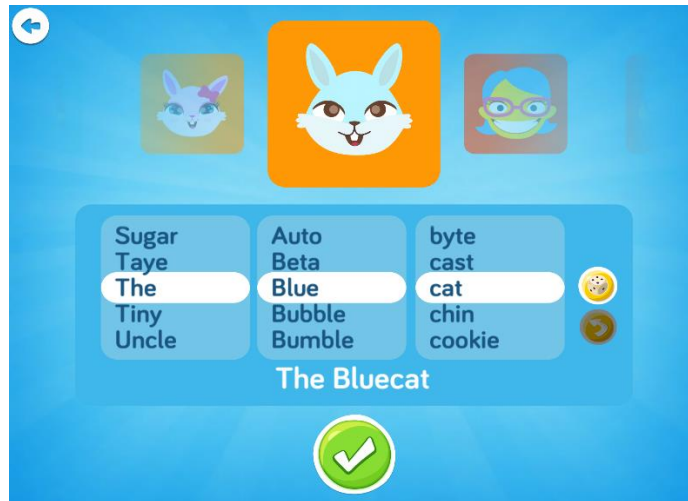 Sugar Auto byte
Taye Beta cast
The Blue cat
Tiny Bubble chin
Uncle Bumble cookie
The Bluecat